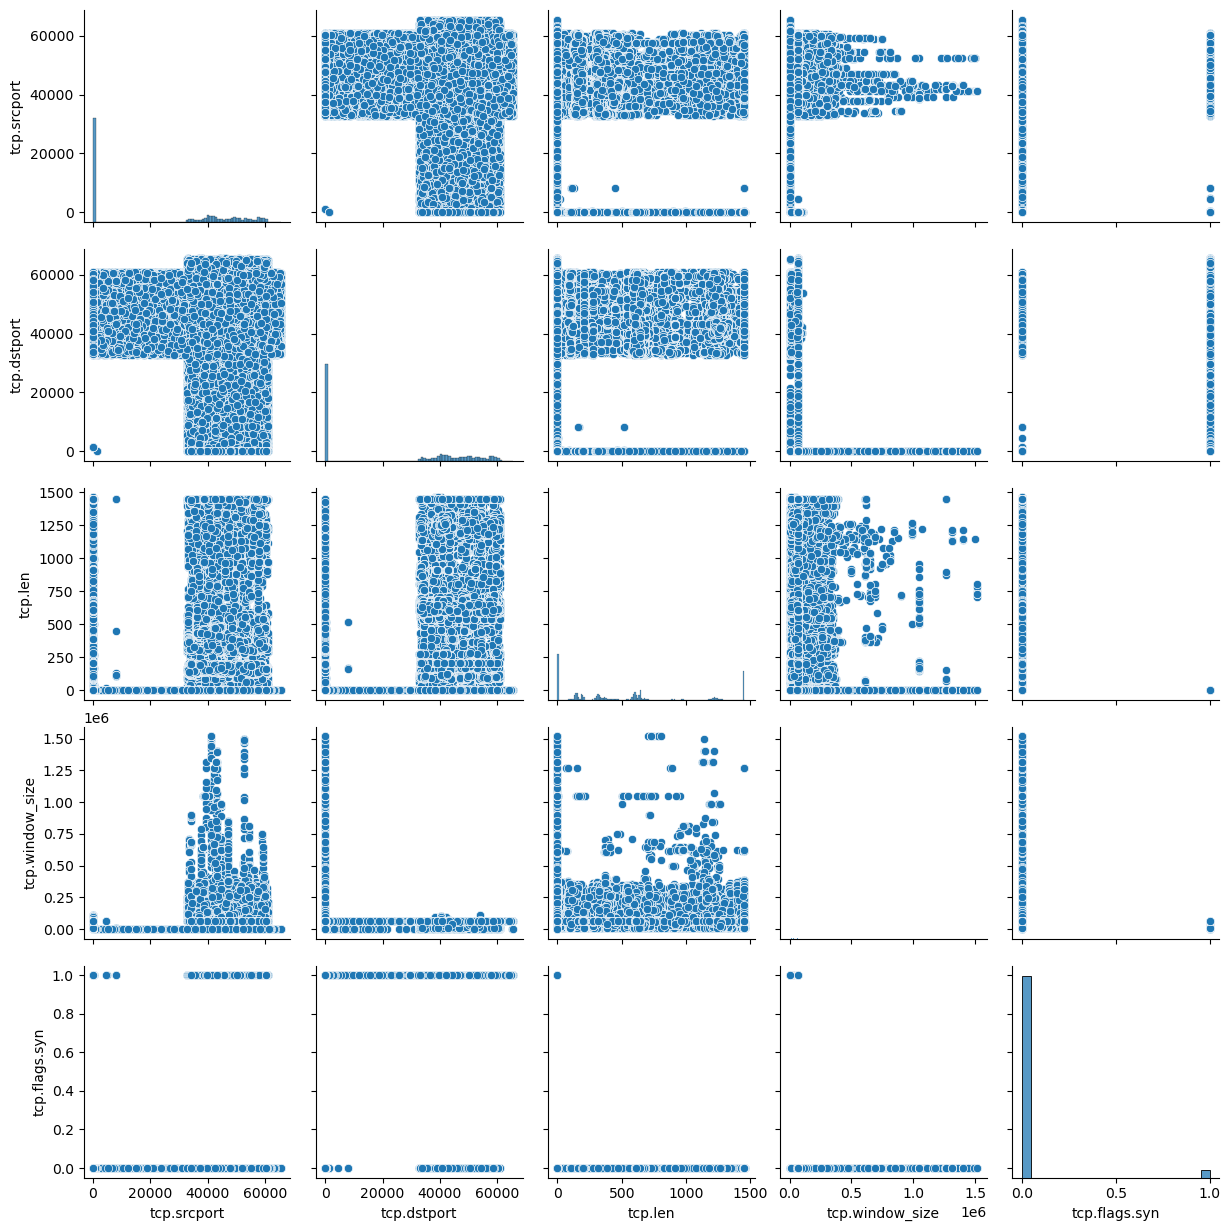 60000
40000
20000
0
tcp.srcport
60000
40000
20000
0
tcp.dstport
1500
1250
1000
750
500
250
0
tcp.len
1e6
1.50
1.25
1.00
0.75
0.50
0.25
0.00
tcp.window_size
1.0
0.8
0.6
0.4
0.2
0.0
tcp.flags.syn
0 20000 40000 60000
tcp.srcport
0 20000 40000 60000
tcp.dstport
0 500 1000 1500
tcp.len
0.0 0.5 1.0 1.5
1e6
tcp.window_size
0.0 0.5 1.0
tcp.flags.syn